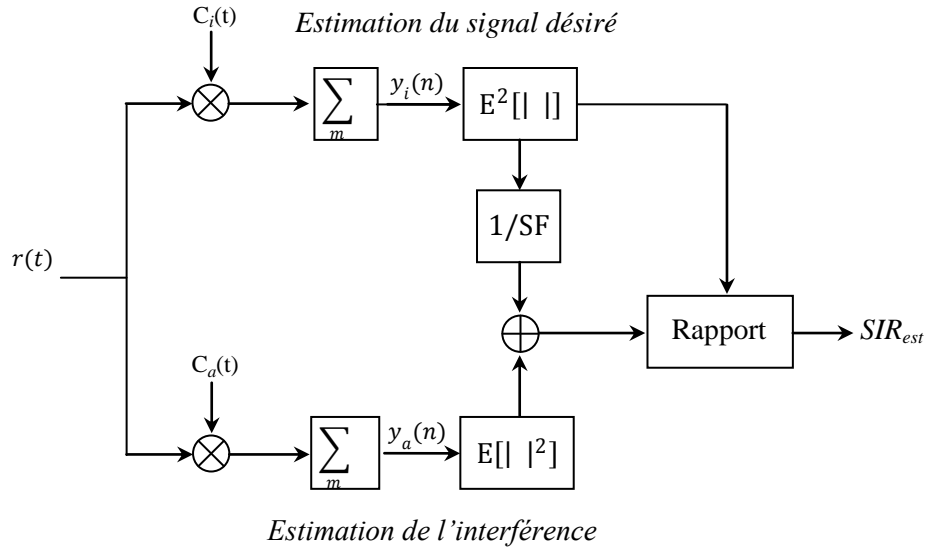 C_i(t)
Estimation du signal désiré
∑ m
y_i(n)
E²[| |]
1/SF
r(t)
Rapport
SIR_est
C_a(t)
∑ m
y_a(n)
E[| |²]
Estimation de l’interférence